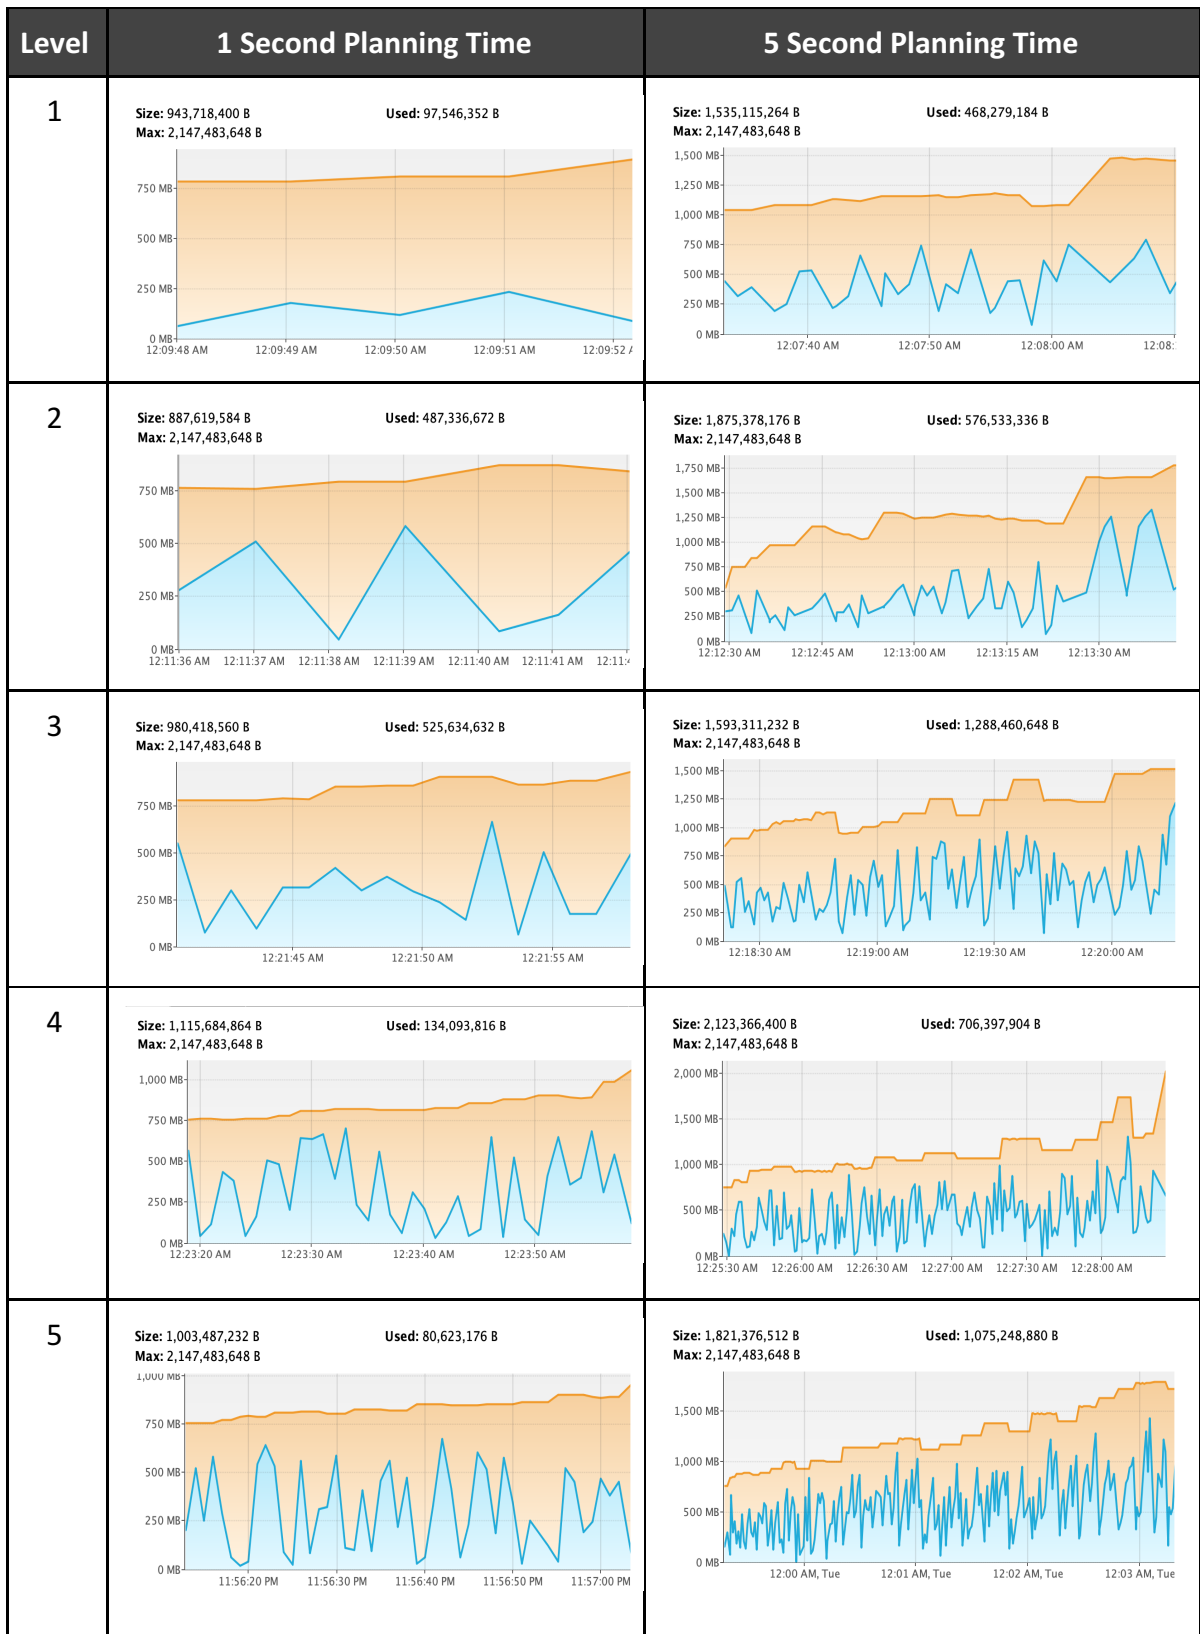 Level 1 Second Planning Time 5 Second Planning Time
1
Size: 943,718,400 B Used: 97,546,352 B
Max: 2,147,483,648 B
750 MB
500 MB
250 MB
0 MB
12:09:48 AM 12:09:49 AM 12:09:50 AM 12:09:51 AM 12:09:52 A
Size: 1,535,115,264 B Used: 468,279,184 B
Max: 2,147,483,648 B
1,500 MB
1,250 MB
1,000 MB
750 MB
500 MB
250 MB
0 MB
12:07:40 AM 12:07:50 AM 12:08:00 AM 12:08:
2
Size: 887,619,584 B Used: 487,336,672 B
Max: 2,147,483,648 B
750 MB
500 MB
250 MB
0 MB
12:11:36 AM 12:11:37 AM 12:11:38 AM 12:11:39 AM 12:11:40 AM 12:11:41 AM 12:11:4
Size: 1,875,378,176 B Used: 576,533,336 B
Max: 2,147,483,648 B
1,750 MB
1,500 MB
1,250 MB
1,000 MB
750 MB
500 MB
250 MB
0 MB
12:12:30 AM 12:12:45 AM 12:13:00 AM 12:13:15 AM 12:13:30 AM
3
Size: 980,418,560 B Used: 525,634,632 B
Max: 2,147,483,648 B
750 MB
500 MB
250 MB
0 MB
12:21:45 AM 12:21:50 AM 12:21:55 AM
Size: 1,593,311,232 B Used: 1,288,460,648 B
Max: 2,147,483,648 B
1,500 MB
1,250 MB
1,000 MB
750 MB
500 MB
250 MB
0 MB
12:18:30 AM 12:19:00 AM 12:19:30 AM 12:20:00 AM
4
Size: 1,115,684,864 B Used: 134,093,816 B
Max: 2,147,483,648 B
1,000 MB
750 MB
500 MB
250 MB
0 MB
12:23:20 AM 12:23:30 AM 12:23:40 AM 12:23:50 AM
Size: 2,123,366,400 B Used: 706,397,904 B
Max: 2,147,483,648 B
2,000 MB
1,500 MB
1,000 MB
500 MB
0 MB
12:25:30 AM 12:26:00 AM 12:26:30 AM 12:27:00 AM 12:27:30 AM 12:28:00 AM
5
Size: 1,003,487,232 B Used: 80,623,176 B
Max: 2,147,483,648 B
1,000 MB
750 MB
500 MB
250 MB
0 MB
11:56:20 PM 11:56:30 PM 11:56:40 PM 11:56:50 PM 11:57:00 PM
Size: 1,821,376,512 B Used: 1,075,248,880 B
Max: 2,147,483,648 B
1,500 MB
1,000 MB
500 MB
0 MB
12:00 AM, Tue 12:01 AM, Tue 12:02 AM, Tue 12:03 AM, Tue